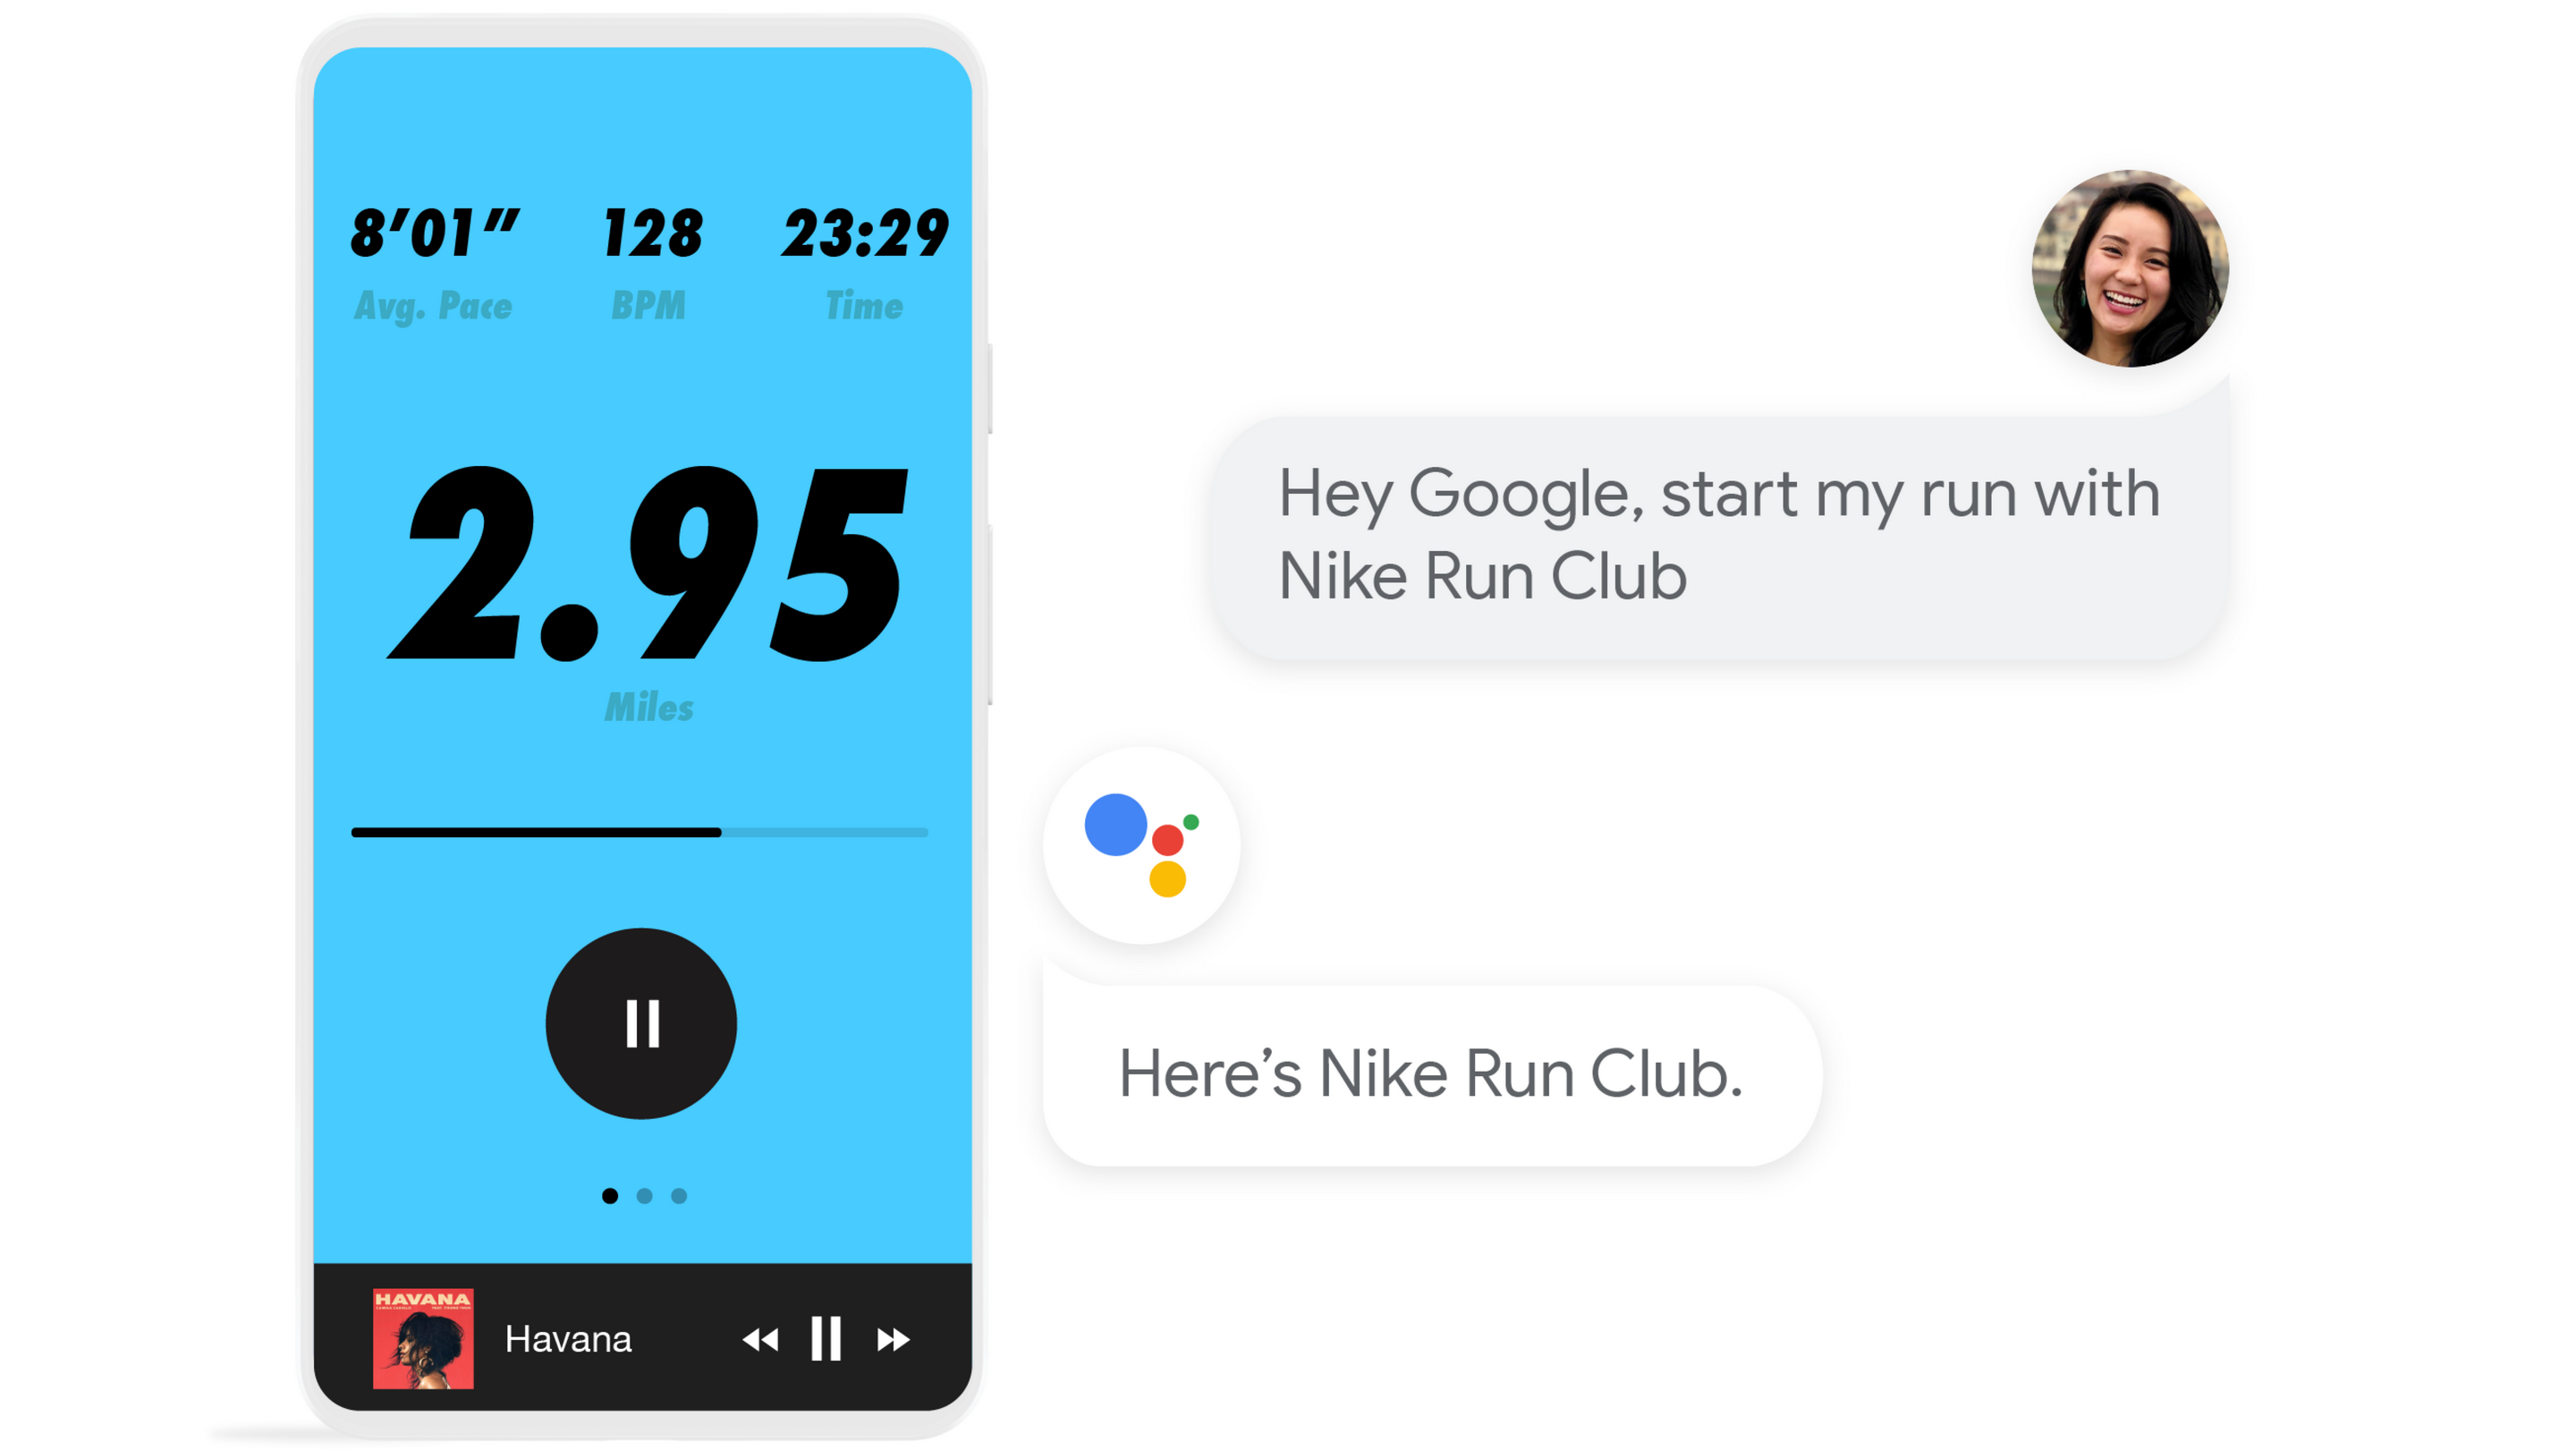 8’01”
128
23:29
Avg. Pace
BPM
Time
2.95
Miles
HAVANA
Havana
Hey Google, start my run with
Nike Run Club
Here’s Nike Run Club.